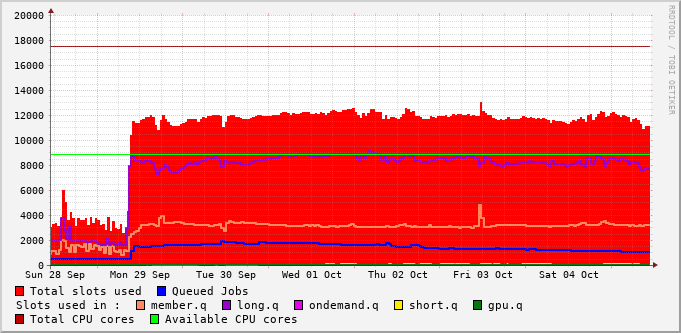 20000
18000
16000
14000
12000
10000
8000
6000
4000
2000
0
Sun 28 Sep Mon 29 Sep Tue 30 Sep Wed 01 Oct Thu 02 Oct Fri 03 Oct Sat 04 Oct
Total slots used Queued Jobs
Slots used in : member.q long.q ondemand.q short.q gpu.q
Total CPU cores Available CPU cores
RRDTOOL / TOBI OETIKER